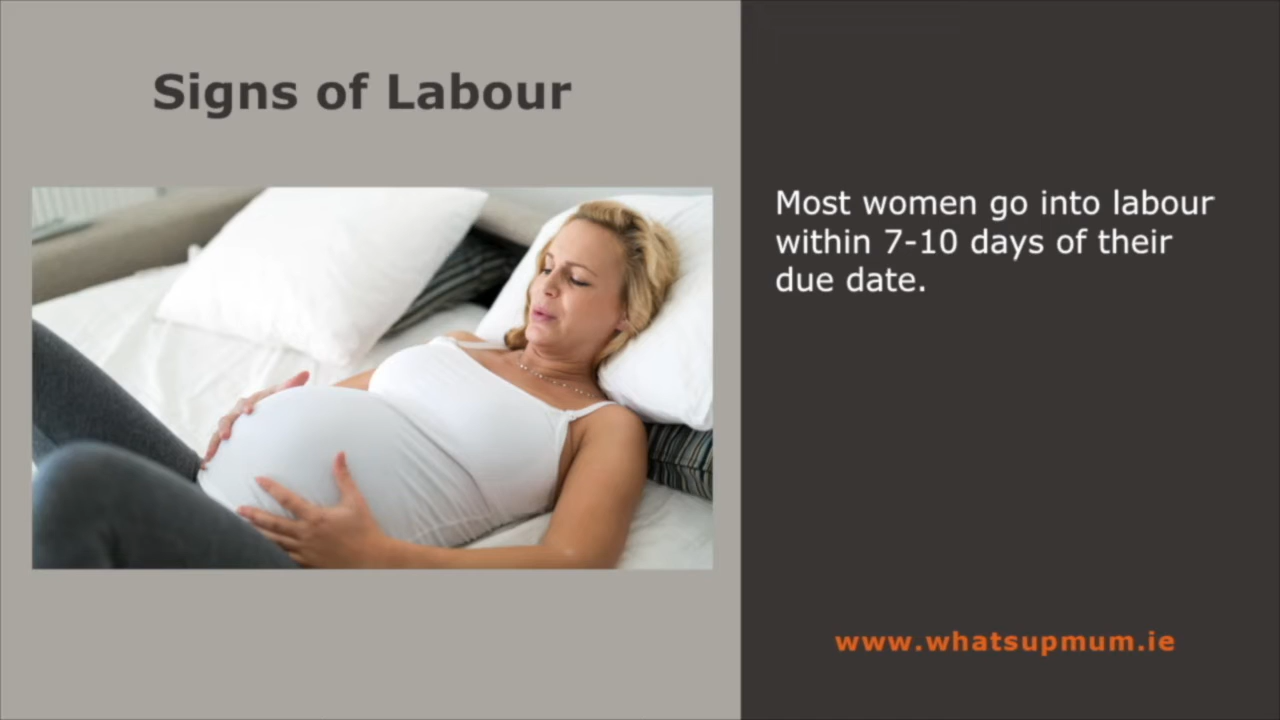 Signs of Labour
Most women go into labour
within 7-10 days of their
due date.
www.whatsupmum.ie